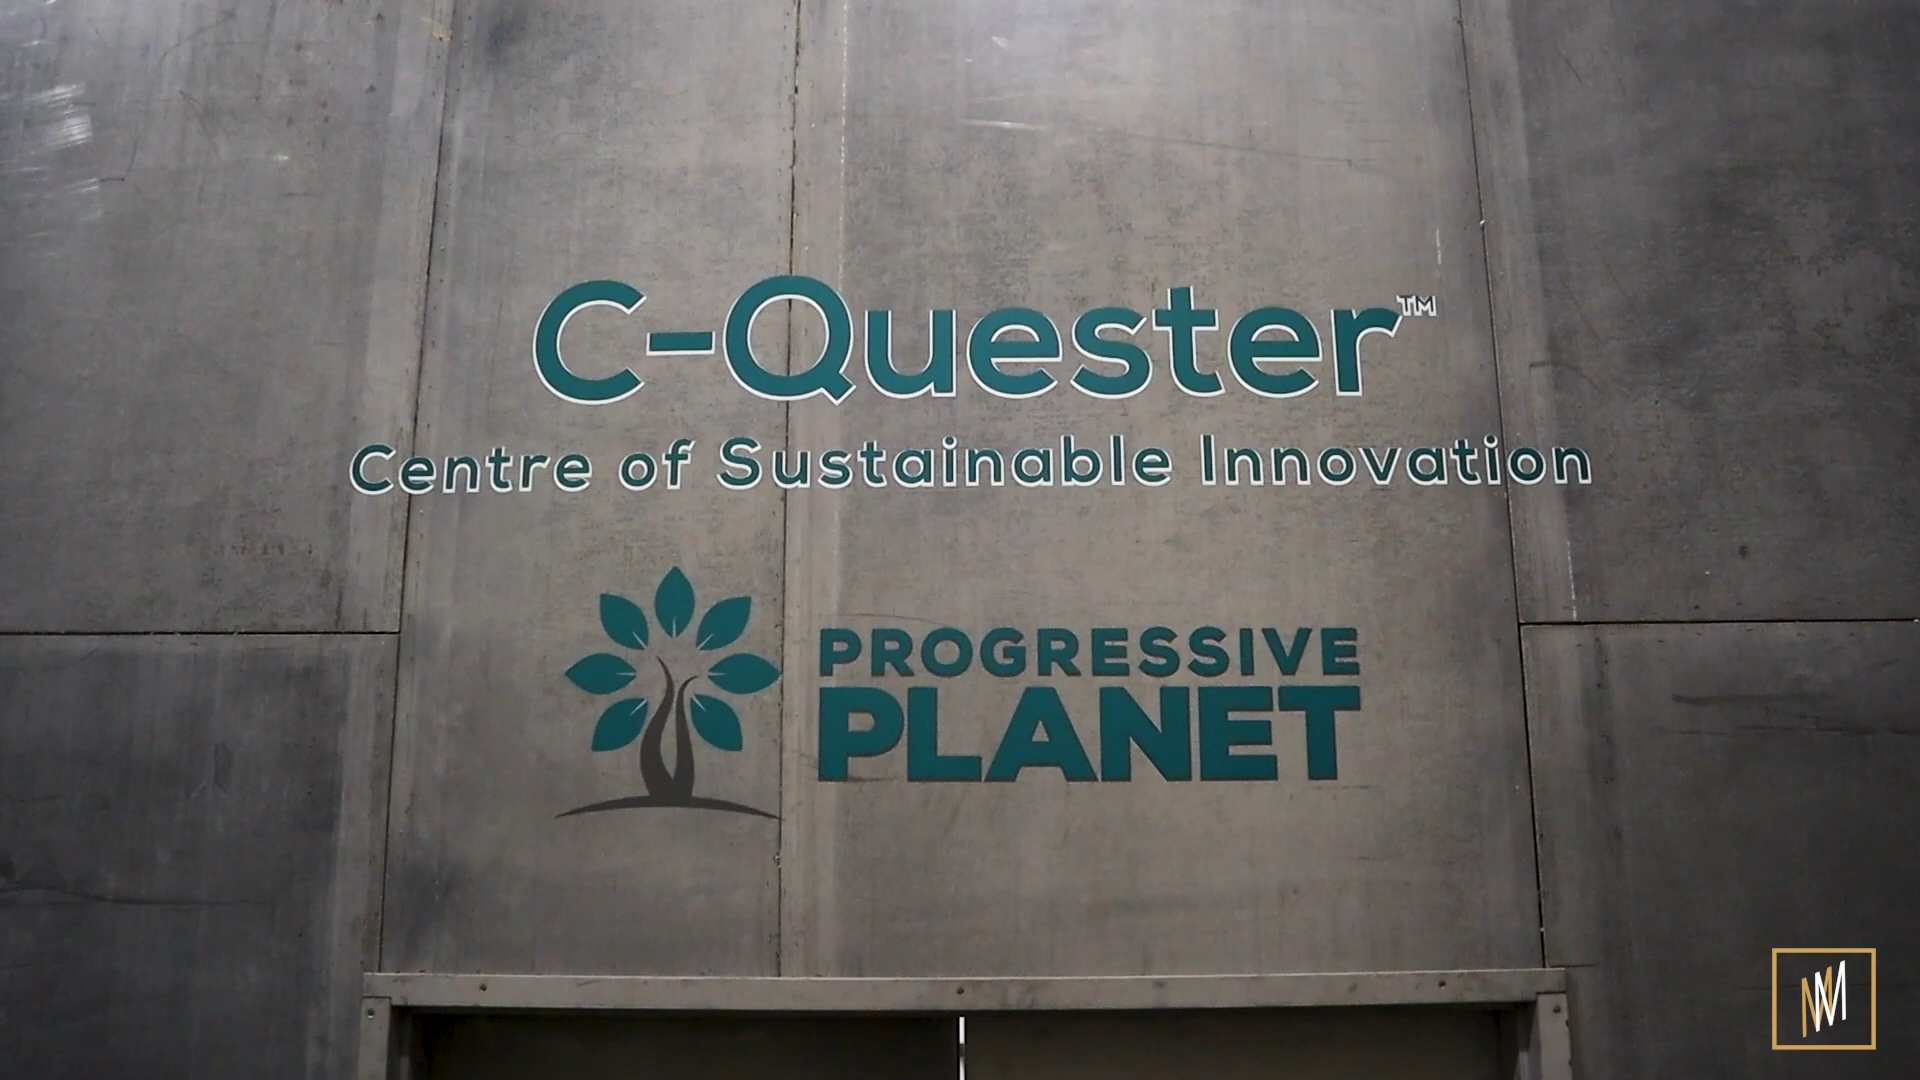 C-Quester™
Centre of Sustainable Innovation
PROGRESSIVE
PLANET